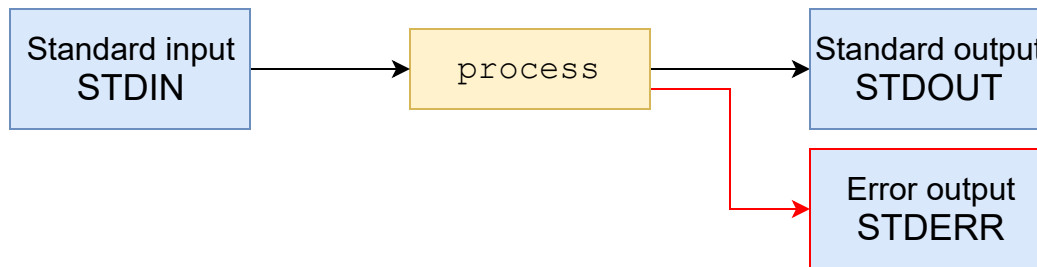 Standard input
STDIN
process
Standard output
STDOUT
Error output
STDERR